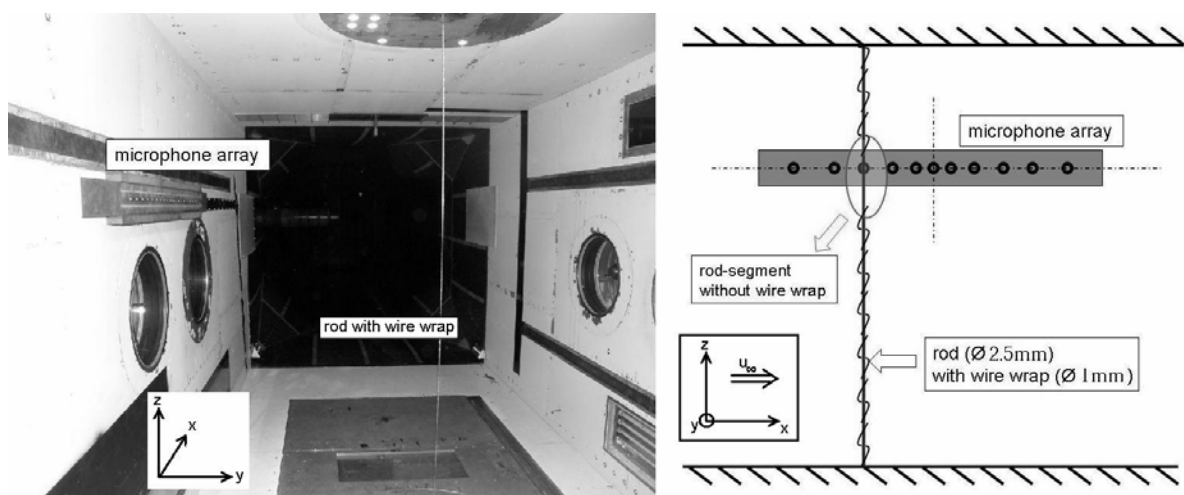 microphone array
rod with wire wrap
z
x
y
microphone array
rod-segment
without wire wrap
z
u∞
y
x
rod (Ø 2.5mm)
with wire wrap (Ø 1mm)